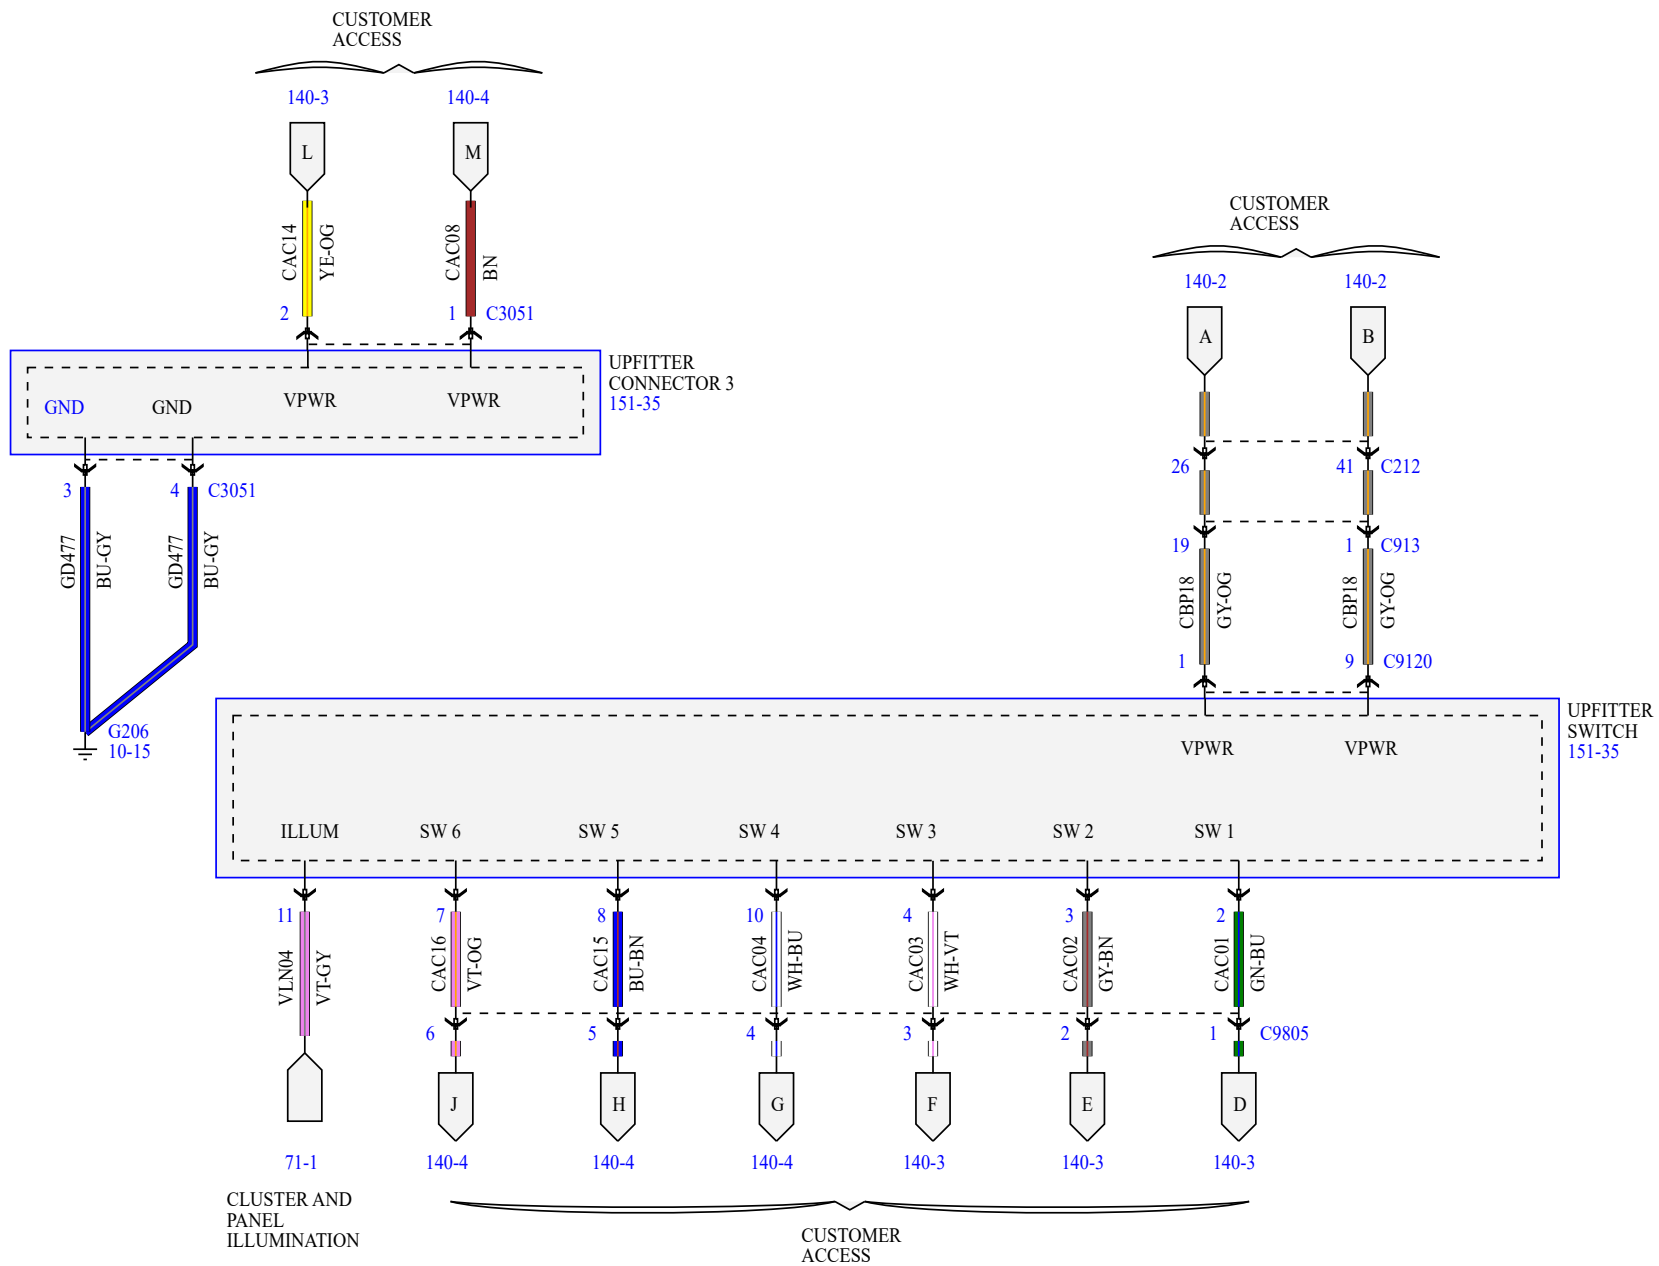 CUSTOMER
ACCESS
140-3
140-4
L
M
CAC14
YE-OG
CAC08
BN
2
1
C3051
UPFITTER
CONNECTOR 3
151-35
GND
GND
VPWR
VPWR
3
4
C3051
GD477
BU-GY
GD477
BU-GY
G206
10-15
CUSTOMER
ACCESS
140-2
140-2
A
B
26
41
C212
19
1
C913
CBP18
GY-OG
CBP18
GY-OG
1
9
C9120
UPFITTER
SWITCH
151-35
VPWR
VPWR
ILLUM
SW 6
SW 5
SW 4
SW 3
SW 2
SW 1
11
7
8
10
4
3
2
VLN04
VT-GY
CAC16
VT-OG
CAC15
BU-BN
CAC04
WH-BU
CAC03
WH-VT
CAC02
GY-BN
CAC01
GN-BU
6
5
4
3
2
1
C9805
J
H
G
F
E
D
71-1
140-4
140-4
140-4
140-3
140-3
140-3
CLUSTER AND
PANEL
ILLUMINATION
CUSTOMER
ACCESS